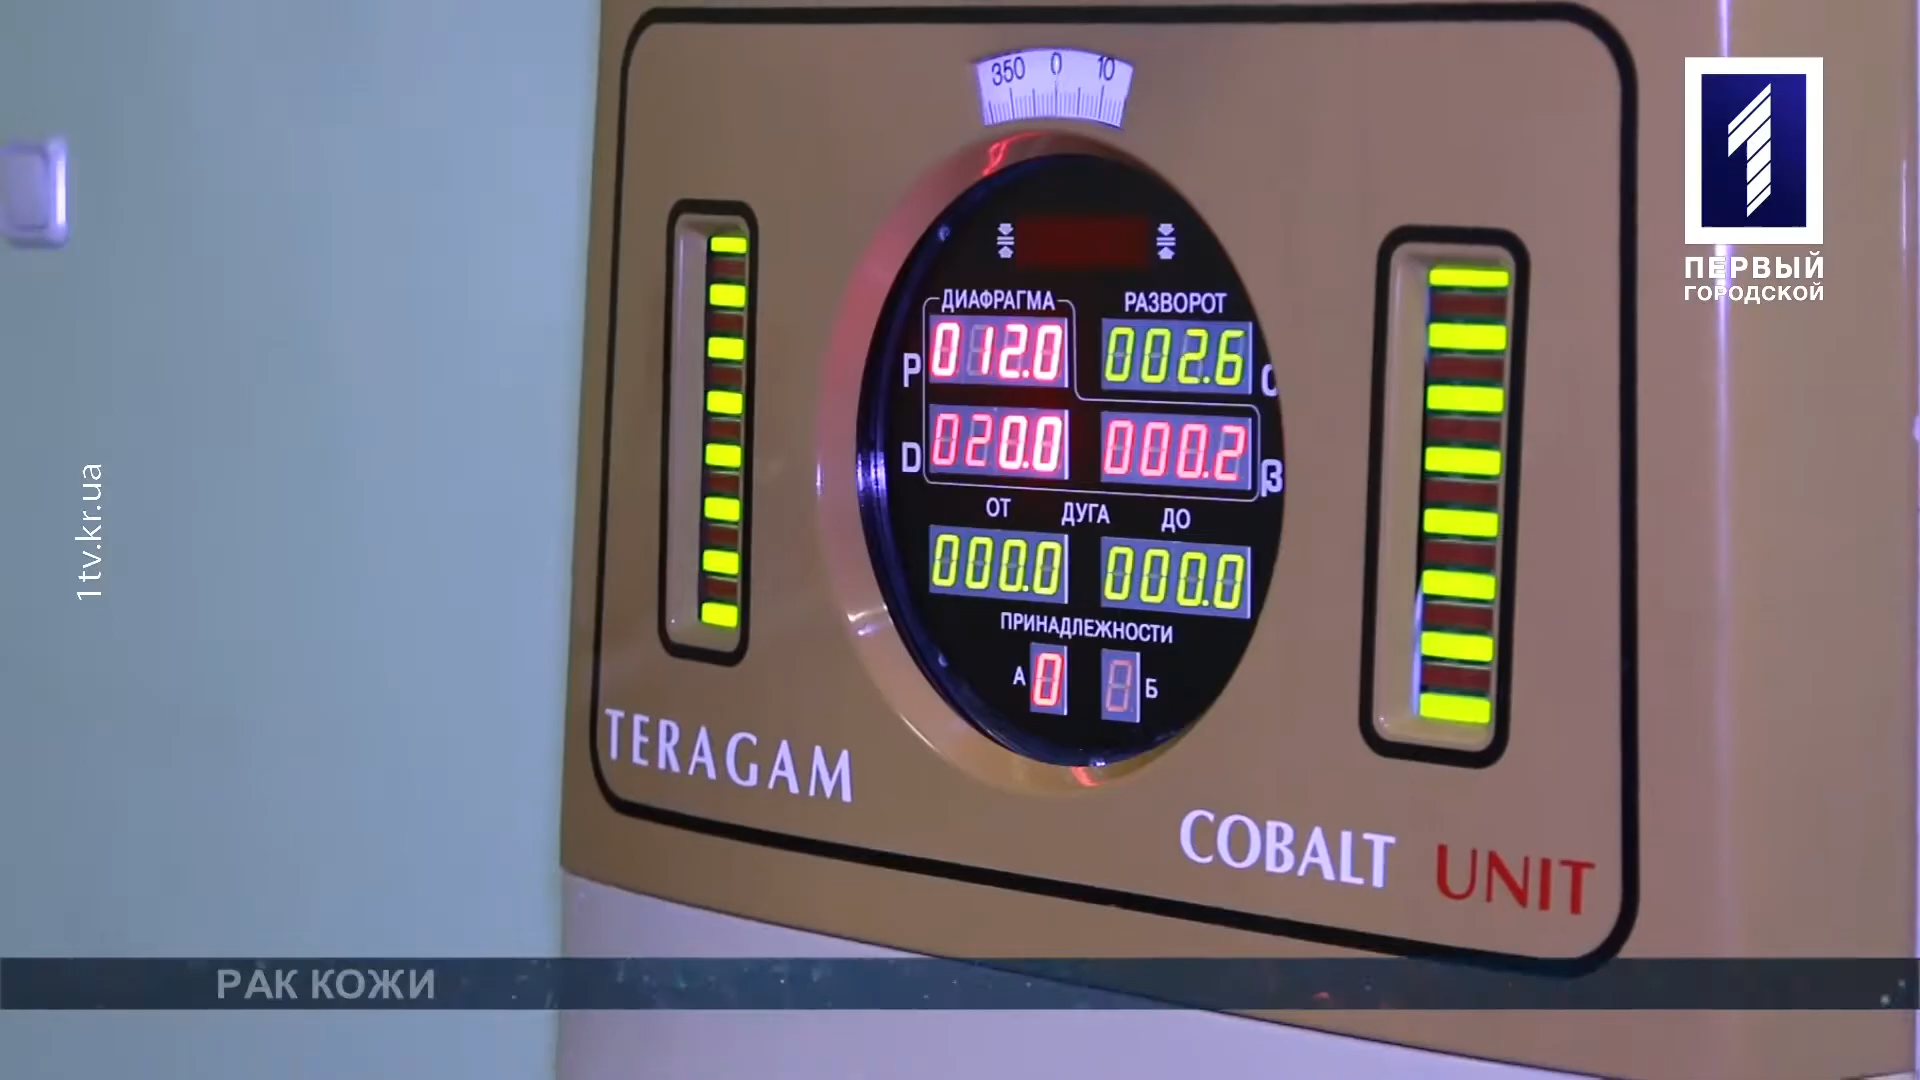 350 0 10
ПЕРВЫЙ
ГОРОДСКОЙ
ДИАФРАГМА РАЗВОРОТ
P 012.0 002.6
D 020.0 000.2 β
ОТ ДУГА ДО
000.0 000.0
ПРИНАДЛЕЖНОСТИ
А 0 0 Б
TERAGAM
COBALT UNIT
1tv.kr.ua
РАК КОЖИ